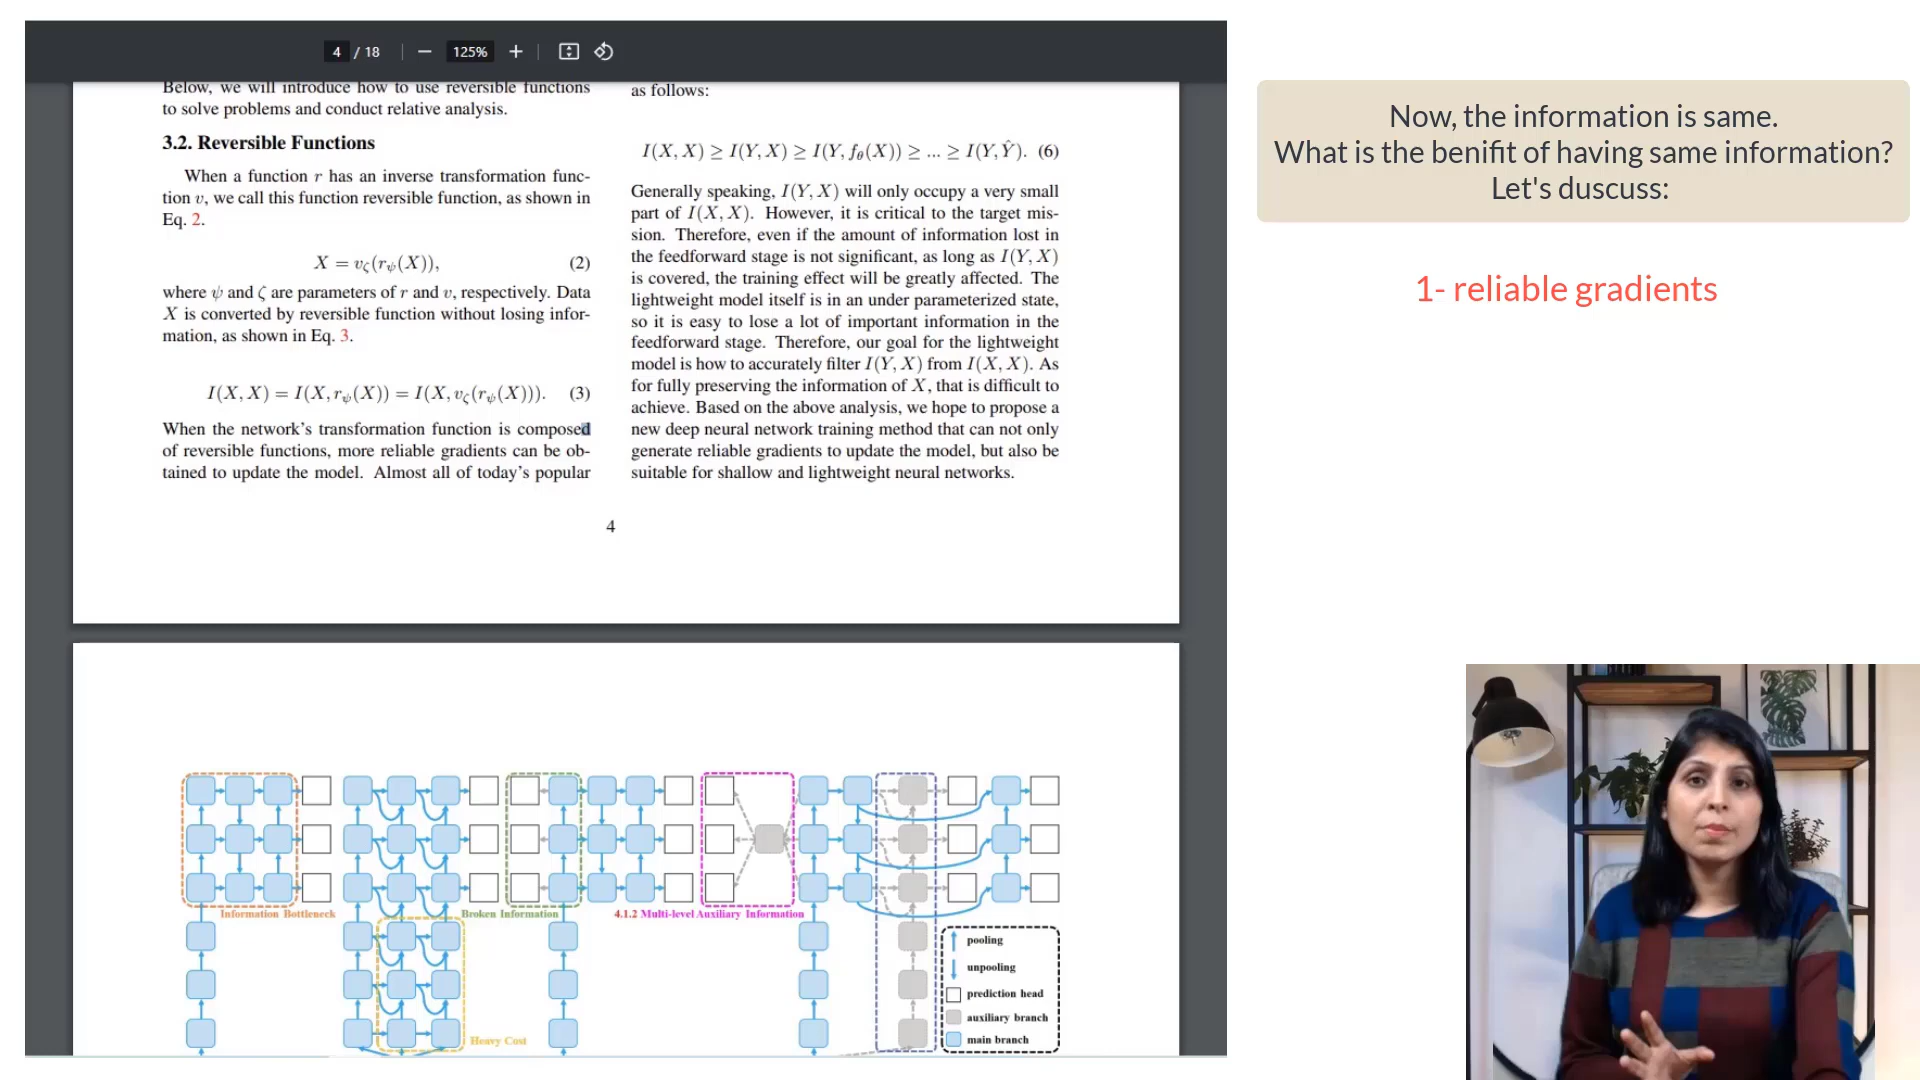 4 / 18 | — 125% + |
Below, we will introduce how to use reversible functions
to solve problems and conduct relative analysis.
3.2. Reversible Functions
When a function r has an inverse transformation func-
tion v, we call this function reversible function, as shown in
Eq. 2.
X = v_ζ(r_ψ(X)), (2)
where ψ and ζ are parameters of r and v, respectively. Data
X is converted by reversible function without losing infor-
mation, as shown in Eq. 3.
I(X, X) = I(X, r_ψ(X)) = I(X, v_ζ(r_ψ(X))). (3)
When the network's transformation function is composed
of reversible functions, more reliable gradients can be ob-
tained to update the model. Almost all of today's popular
as follows:
I(X, X) ≥ I(Y, X) ≥ I(Y, f_θ(X)) ≥ ... ≥ I(Y, Ŷ). (6)
Generally speaking, I(Y, X) will only occupy a very small
part of I(X, X). However, it is critical to the target mis-
sion. Therefore, even if the amount of information lost in
the feedforward stage is not significant, as long as I(Y, X)
is covered, the training effect will be greatly affected. The
lightweight model itself is in an under parameterized state,
so it is easy to lose a lot of important information in the
feedforward stage. Therefore, our goal for the lightweight
model is how to accurately filter I(Y, X) from I(X, X). As
for fully preserving the information of X, that is difficult to
achieve. Based on the above analysis, we hope to propose a
new deep neural network training method that can not only
generate reliable gradients to update the model, but also be
suitable for shallow and lightweight neural networks.
4
Information Bottleneck
Broken Information
4.1.2 Multi-level Auxiliary Information
Heavy Cost
pooling
unpooling
prediction head
auxiliary branch
main branch
Now, the information is same.
What is the benifit of having same information?
Let's duscuss:
1- reliable gradients